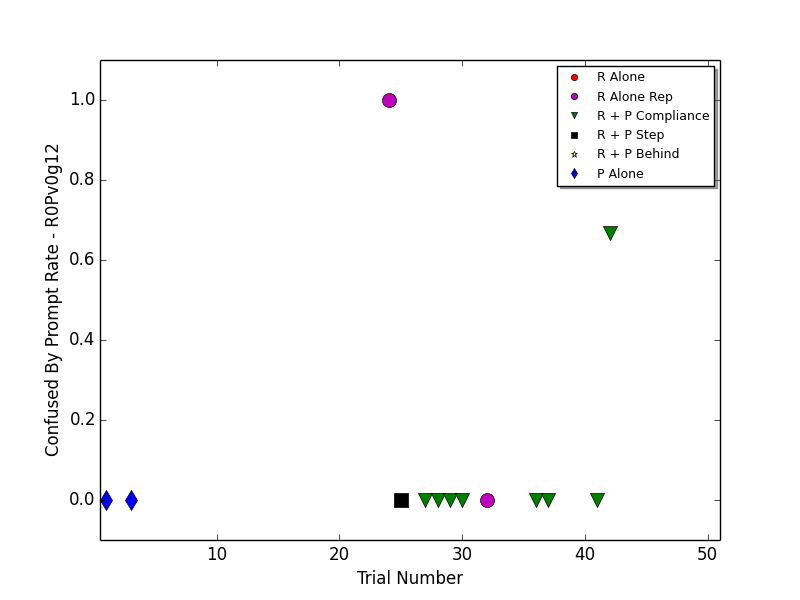 1.0
0.8
0.6
0.4
0.2
0.0
Confused By Prompt Rate - R0Pv0g12
R Alone
R Alone Rep
R + P Compliance
R + P Step
R + P Behind
P Alone
10 20 30 40 50
Trial Number